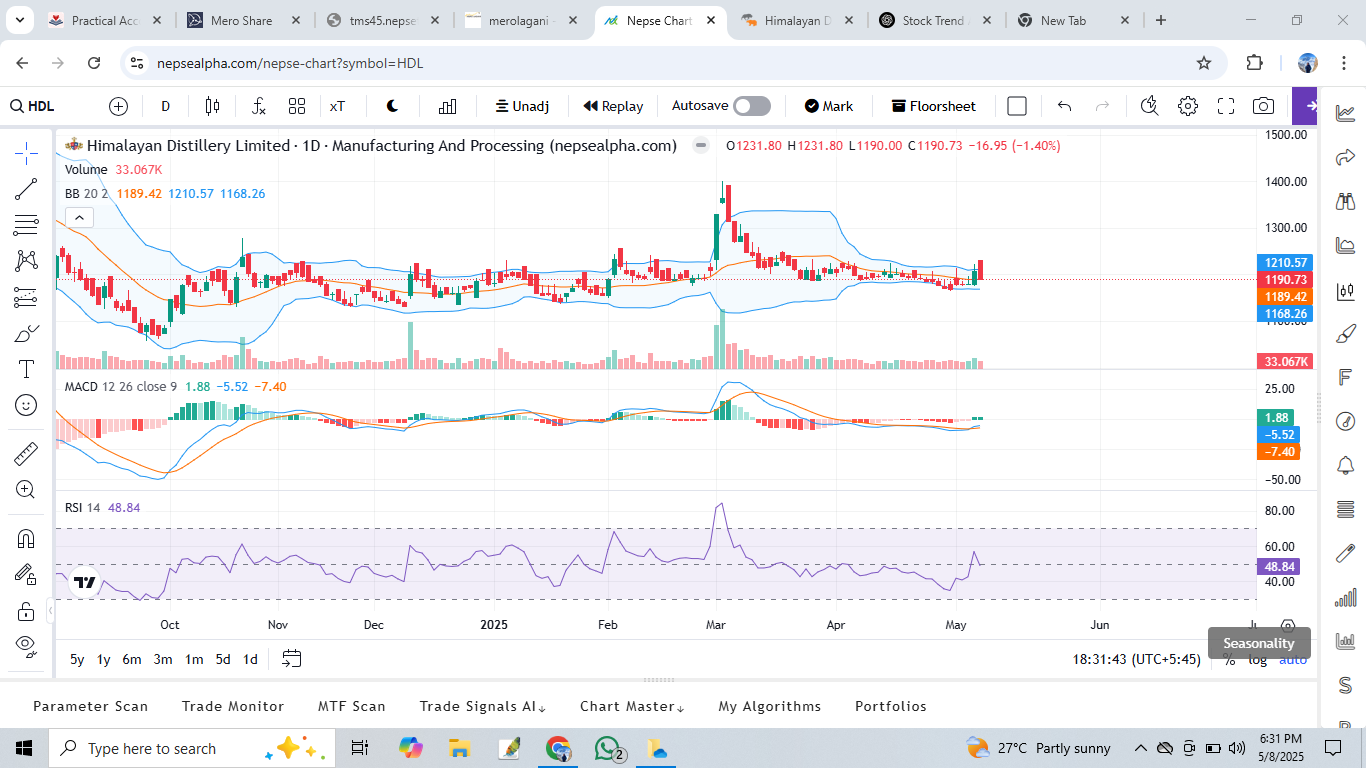 Practical Acc
Mero Share
tms45.nepse
merolagani -
Nepse Chart
Himalayan D
Stock Trend
New Tab
nepsealpha.com/nepse-chart?symbol=HDL
HDL
D
xT
Unadj
Replay
Autosave
Mark
Floorsheet
Himalayan Distillery Limited · 1D · Manufacturing And Processing (nepsealpha.com)
O1231.80 H1231.80 L1190.00 C1190.73 −16.95 (−1.40%)
Volume 33.067K
BB 20 2 1189.42 1210.57 1168.26
1500.00
1400.00
1300.00
1210.57
1190.73
1189.42
1168.26
33.067K
MACD 12 26 close 9 1.88 −5.52 −7.40
25.00
1.88
−5.52
−7.40
−50.00
RSI 14 48.84
80.00
60.00
48.84
40.00
Oct Nov Dec 2025 Feb Mar Apr May Jun
Seasonality
5y 1y 6m 3m 1m 5d 1d
18:31:43 (UTC+5:45) % log auto
Parameter Scan Trade Monitor MTF Scan Trade Signals AI↓ Chart Master↓ My Algorithms Portfolios
Type here to search
2
27°C Partly sunny
6:31 PM
5/8/2025